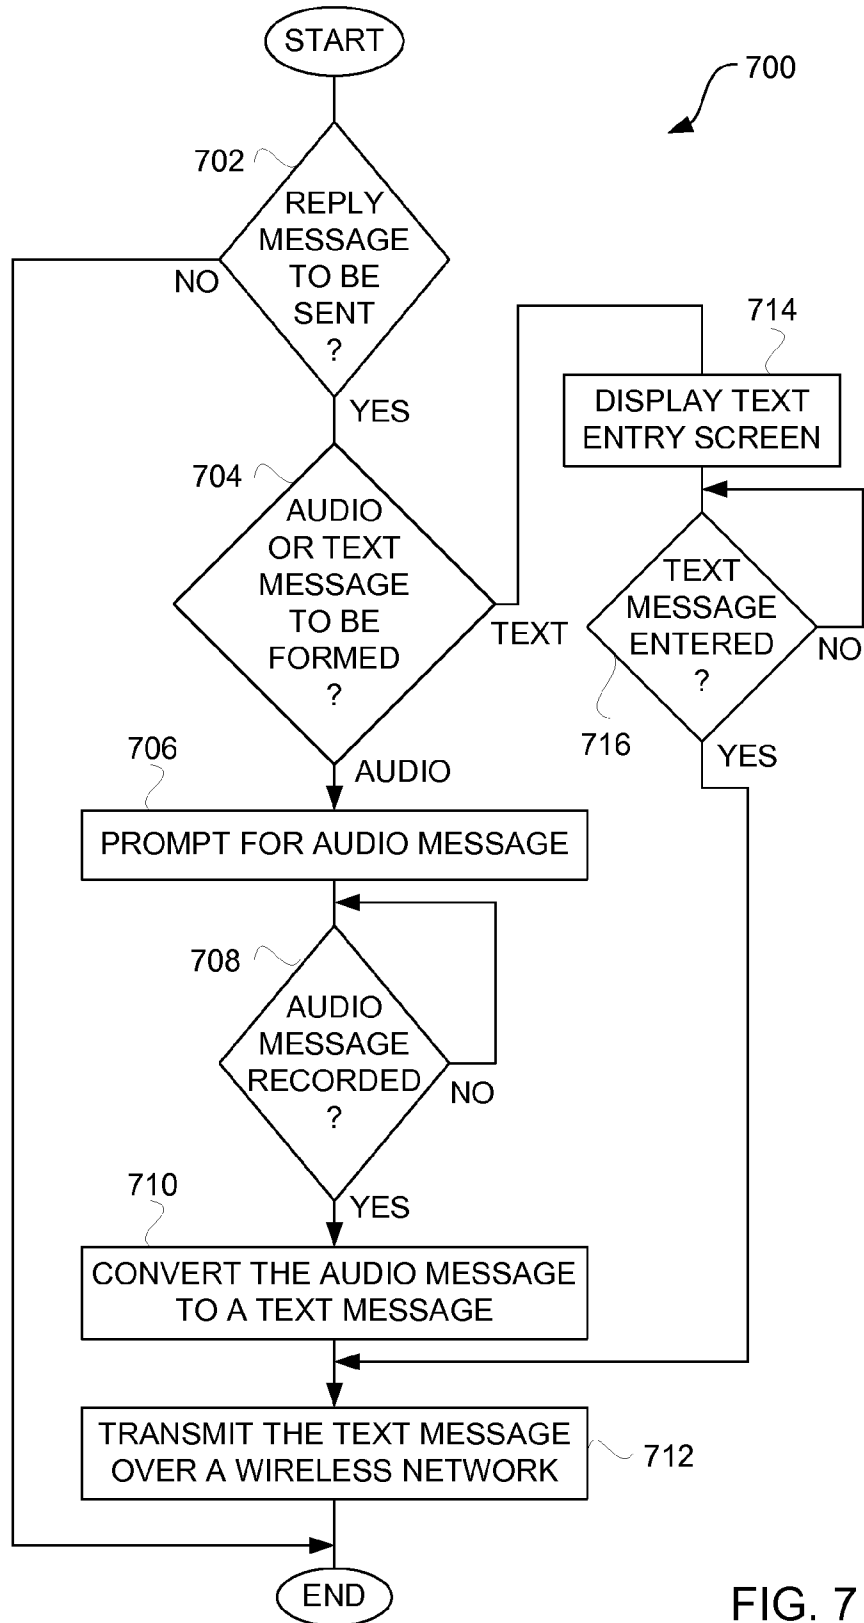 START
700
702
REPLY
MESSAGE
TO BE
SENT
?
NO
YES
714
DISPLAY TEXT
ENTRY SCREEN
704
AUDIO
OR TEXT
MESSAGE
TO BE
FORMED
?
TEXT
TEXT
MESSAGE
ENTERED
?
NO
716
YES
706
AUDIO
PROMPT FOR AUDIO MESSAGE
708
AUDIO
MESSAGE
RECORDED
?
NO
710
YES
CONVERT THE AUDIO MESSAGE
TO A TEXT MESSAGE
TRANSMIT THE TEXT MESSAGE
OVER A WIRELESS NETWORK
712
END
FIG. 7